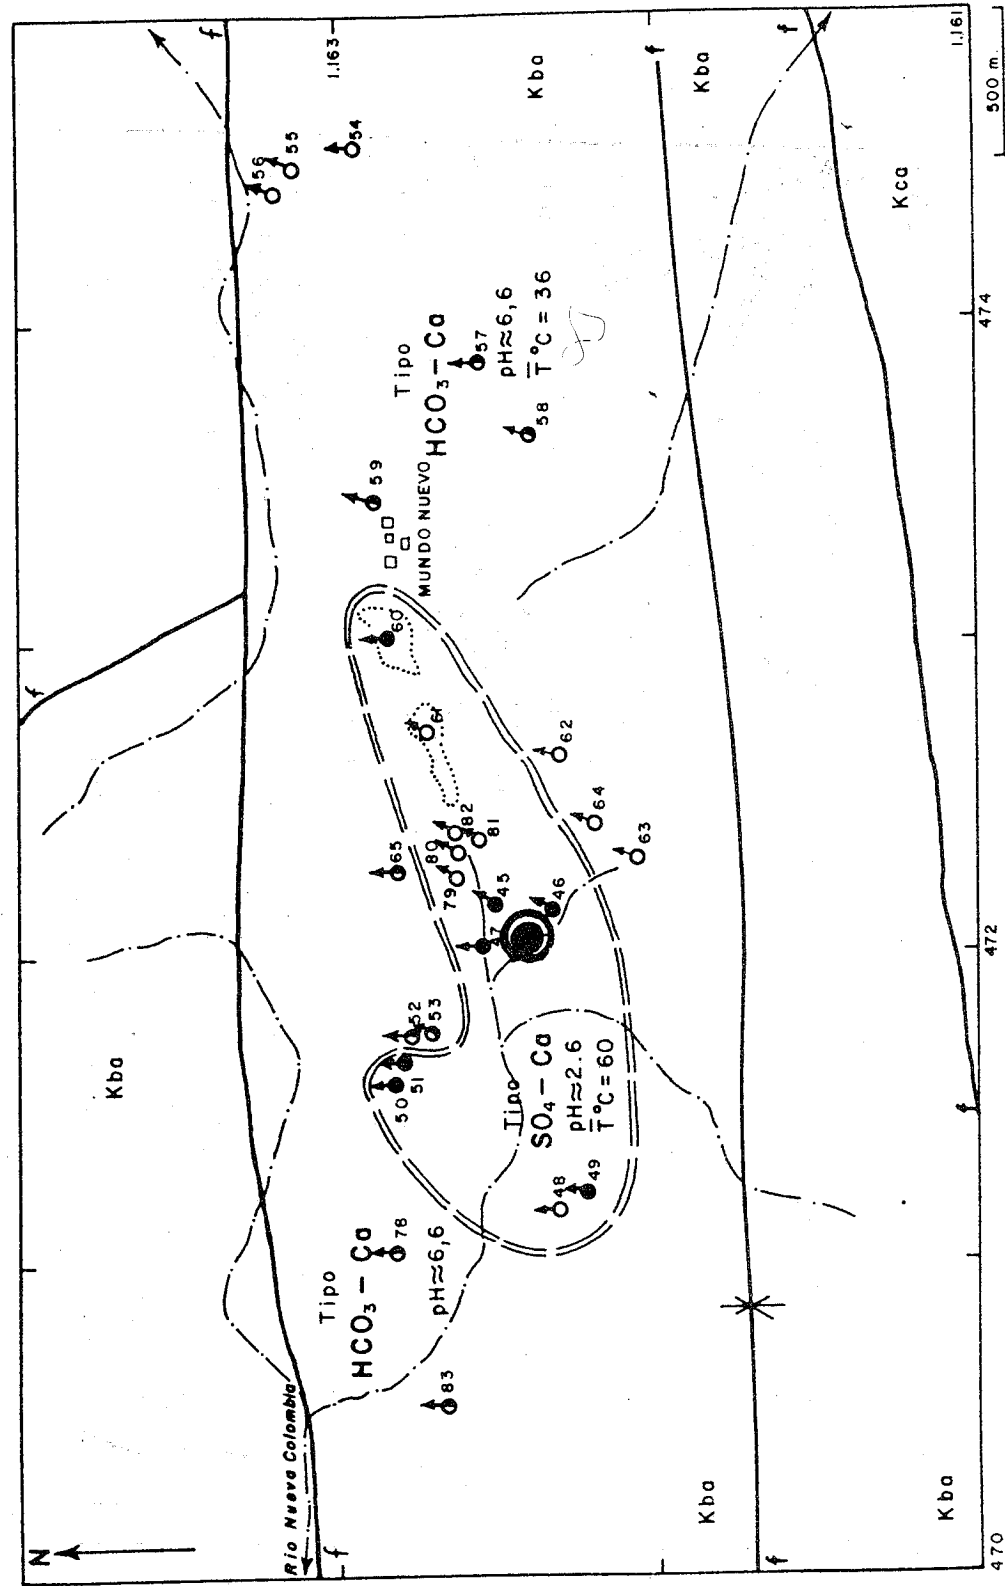 N
f
f
f
Rio Nueva Colombia
Kba
1.163
56
55
54
Kba
Tipo
HCO₃ – Ca
pH≈6,6
78
83
Tipo
HCO₃ – Ca
57
pH≈6,6
T̅°C = 36
58
59
MUNDO NUEVO
60
61
62
64
63
65
79
80
82
81
45
46
47
52
53
50
51
Tipo
SO₄ – Ca
pH≈2.6
T̅°C = 60
48
49
f
Kba
f
Kca
Kba
f
f
Kba
1.161
470
472
474
500 m.